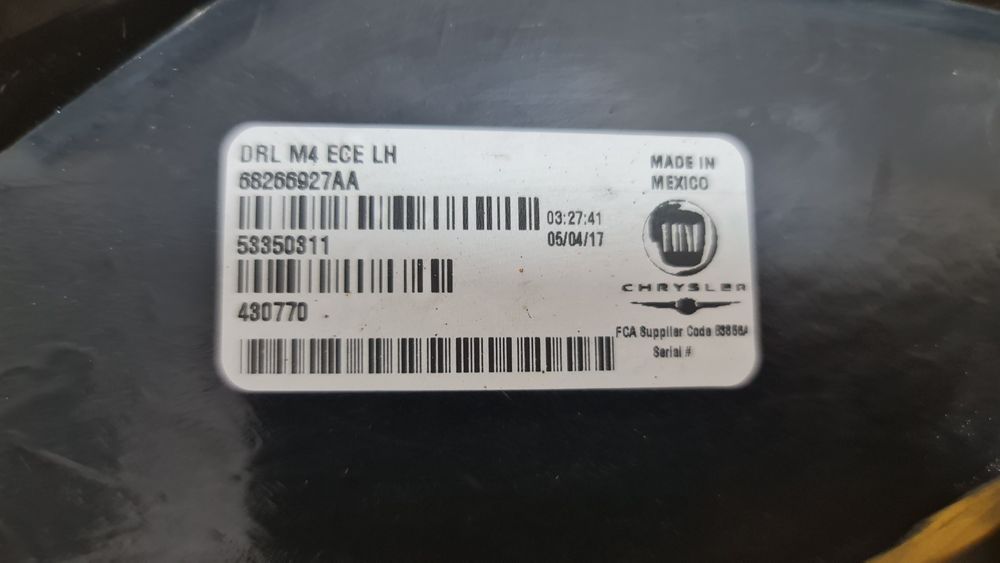 DRL M4 ECE LH
68266927AA
53350311
430770
03:27:41
05/04/17
MADE IN
MEXICO
CHRYSLER
FCA Supplier Code
Serial #